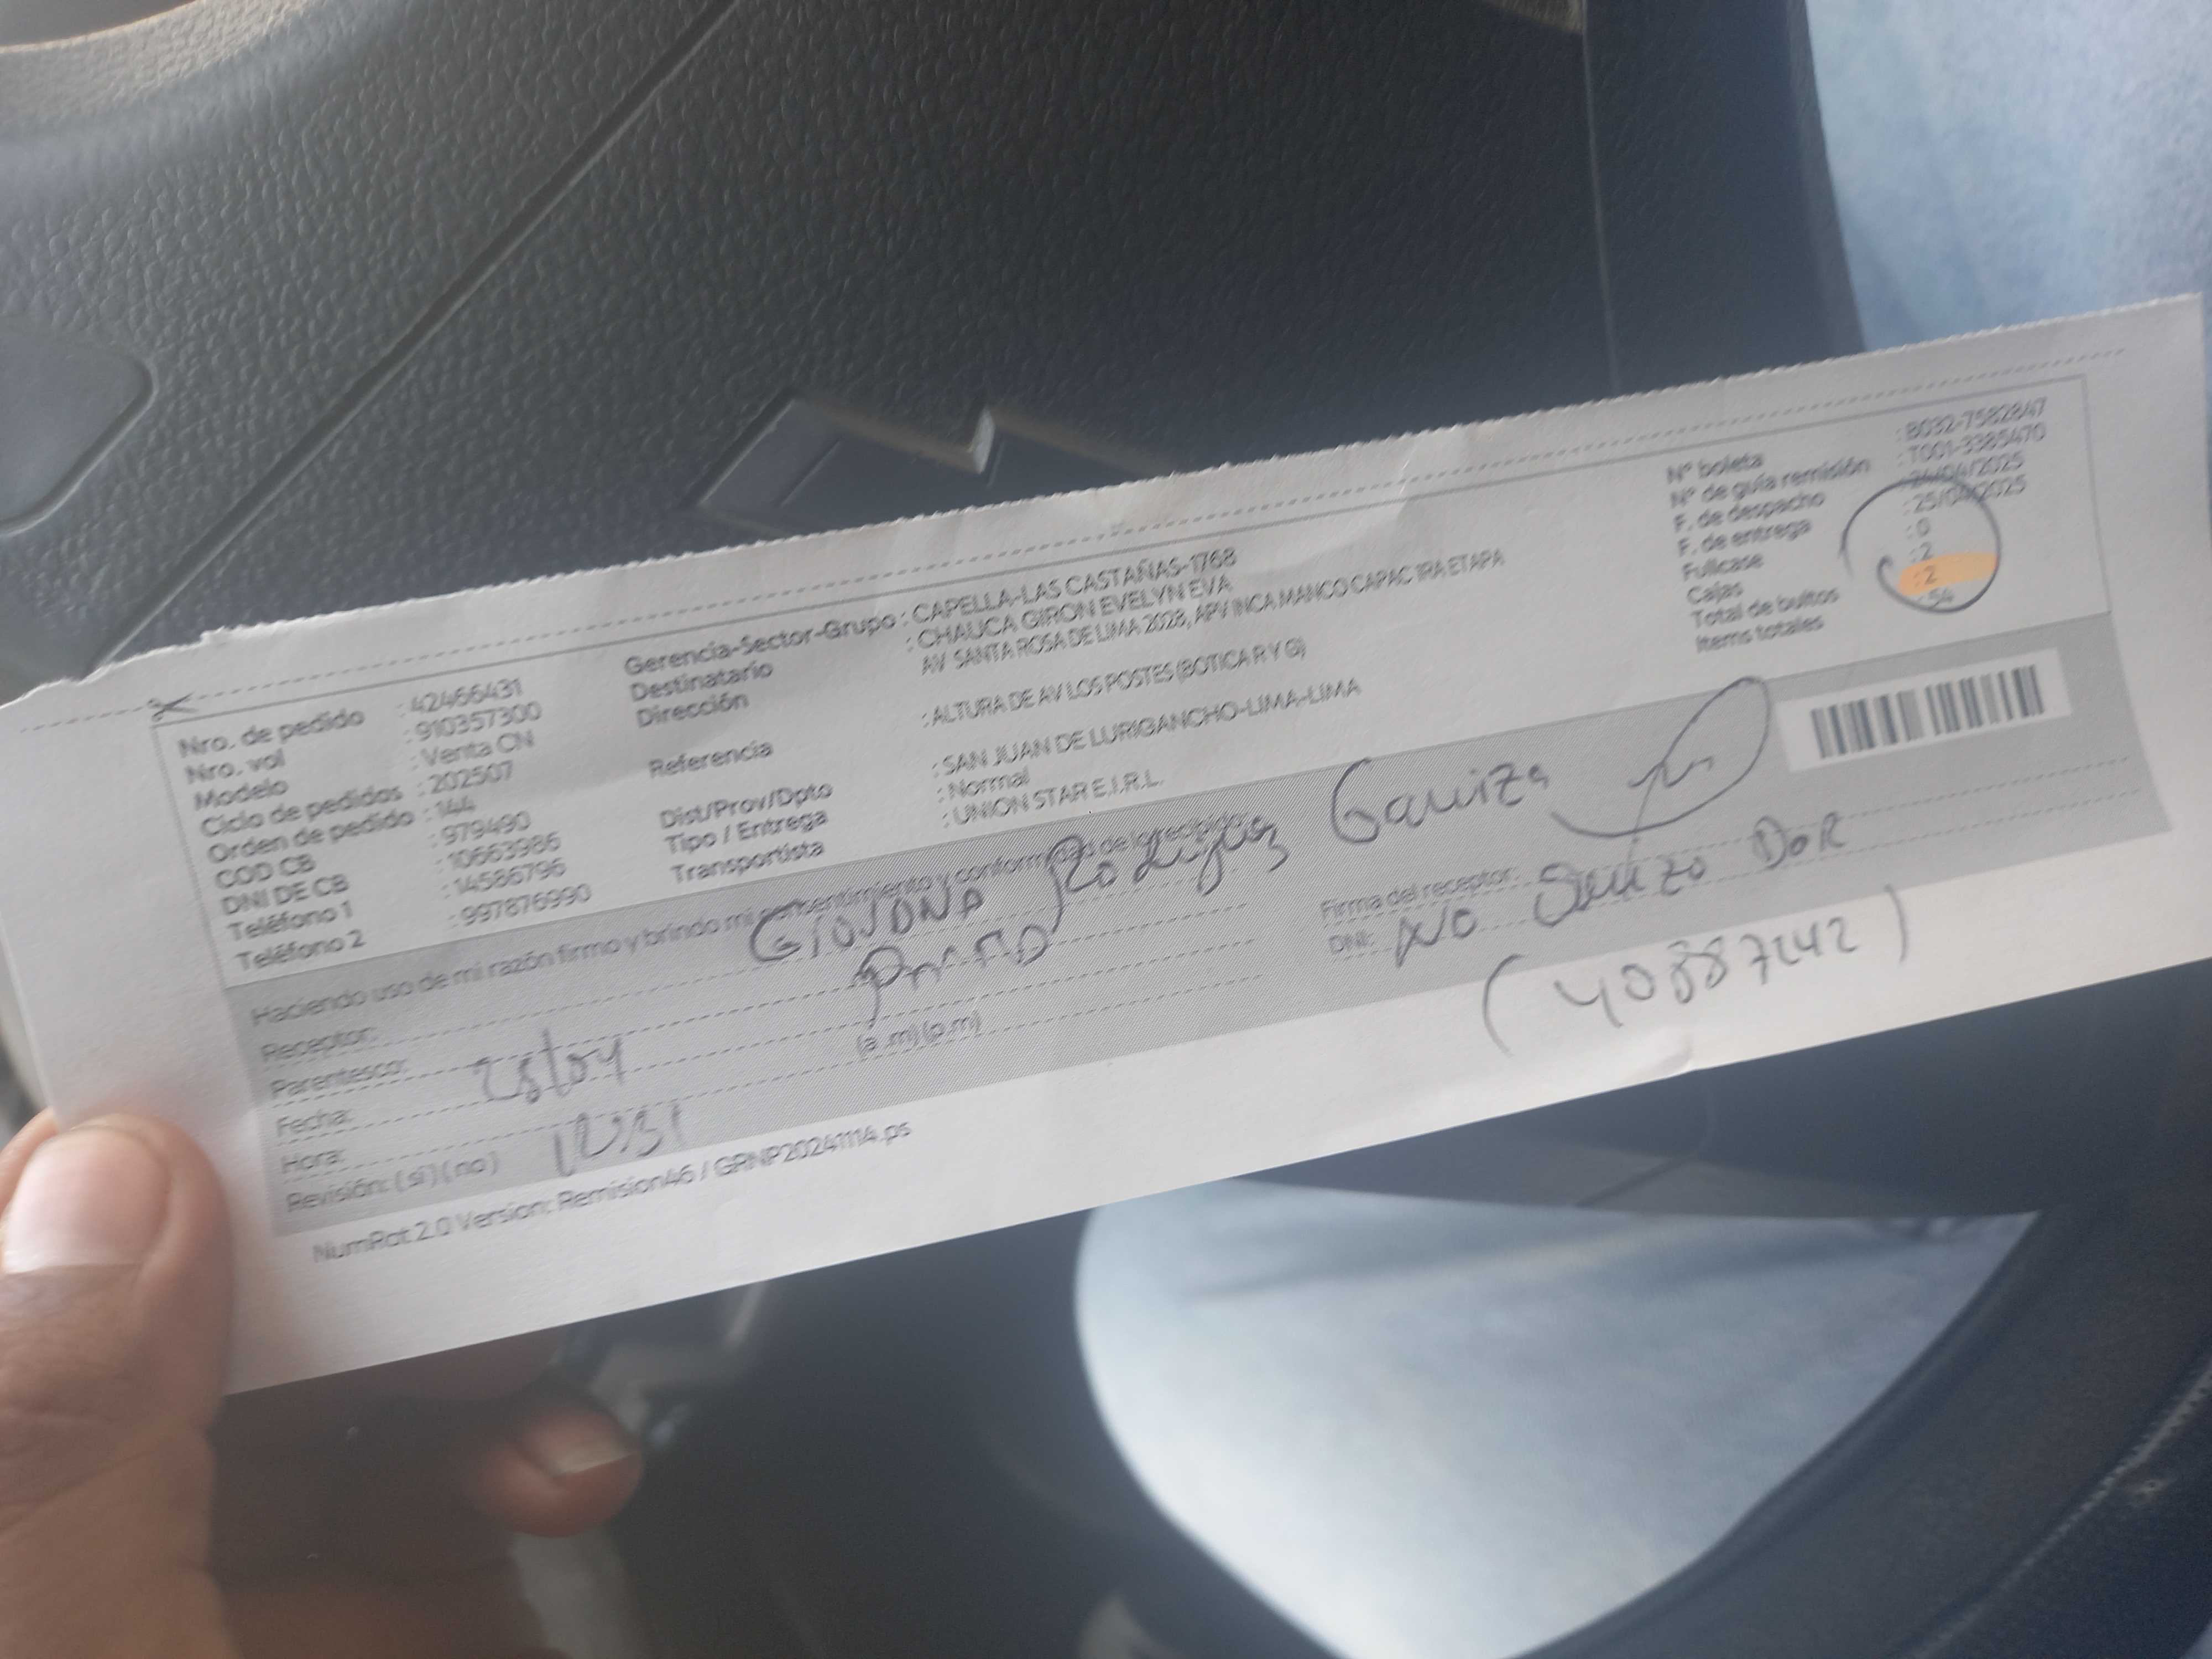 Nro. de pedido : 42466431
Nro. vol : 910357300
Modelo : Venta CN
Ciclo de pedidos : 202507
Orden de pedido : 144
COD CB : 979490
DNI DE CB : 10663986
Teléfono 1 : 14586796
Teléfono 2 : 997876990
Gerencia-Sector-Grupo : CAPELLA-LAS CASTAÑAS-1768
Destinatario : CHAUCA GIRON EVELYN EVA
Dirección AV SANTA ROSA DE LIMA 2028, APV INCA MANCO CAPAC 1RA ETAPA
Referencia : ALTURA DE AV LOS POSTES (BOTICA R Y G)
Dist/Prov/Dpto : SAN JUAN DE LURIGANCHO-LIMA-LIMA
Tipo / Entrega : Normal
Transportista : UNION STAR E.I.R.L.
N° boleta : B032-7582847
N° de guía remisión : T001-3385470
F. de despacho : 24/04/2025
F. de entrega : 25/04/2025
Fullcase : 0
Cajas : 2
Total de bultos : 2
Items totales : 54
Haciendo uso de mi razón firmo y brindo mi consentimiento y conformidad de lo recibido:
Receptor: GIOVDNA Rodriguez
Parentesco:
Fecha: 25/04
Hora: (a.m) (p.m)
Revisión: (si) (no) 12:31
Firma del receptor:
DNI: NO
(40887242)
NumRot 2.0 Version: Remision46 / GRNP20241114.ps